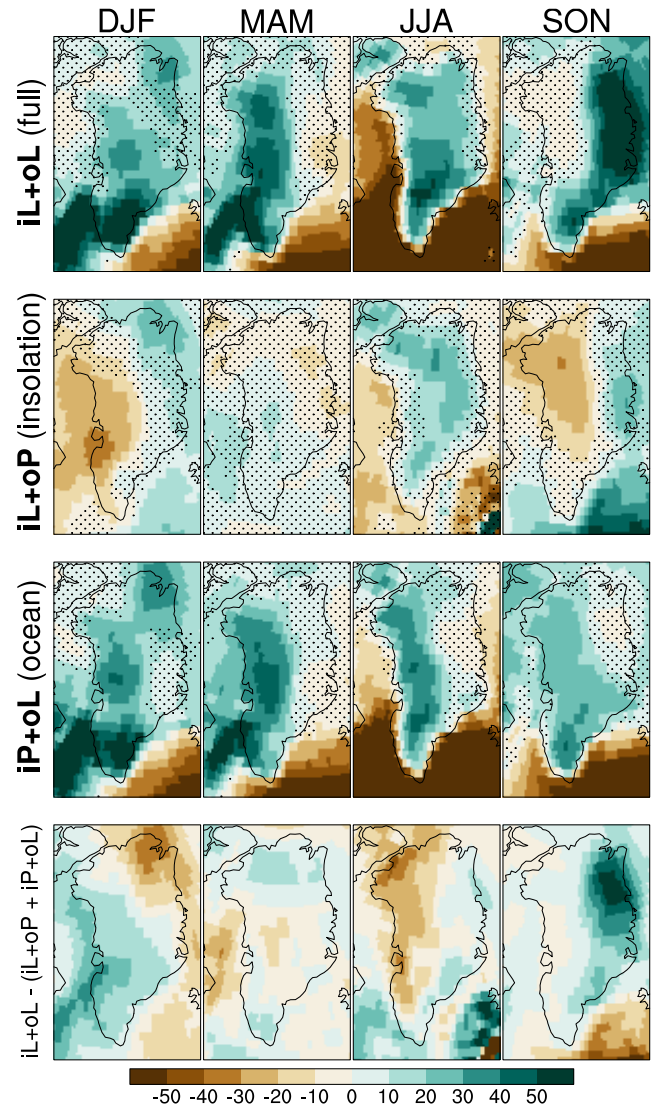 DJF MAM JJA SON
iL+oL (full)
iL+oP (insolation)
iP+oL (ocean)
iL+oL - (iL+oP + iP+oL)
-50 -40 -30 -20 -10 0 10 20 30 40 50